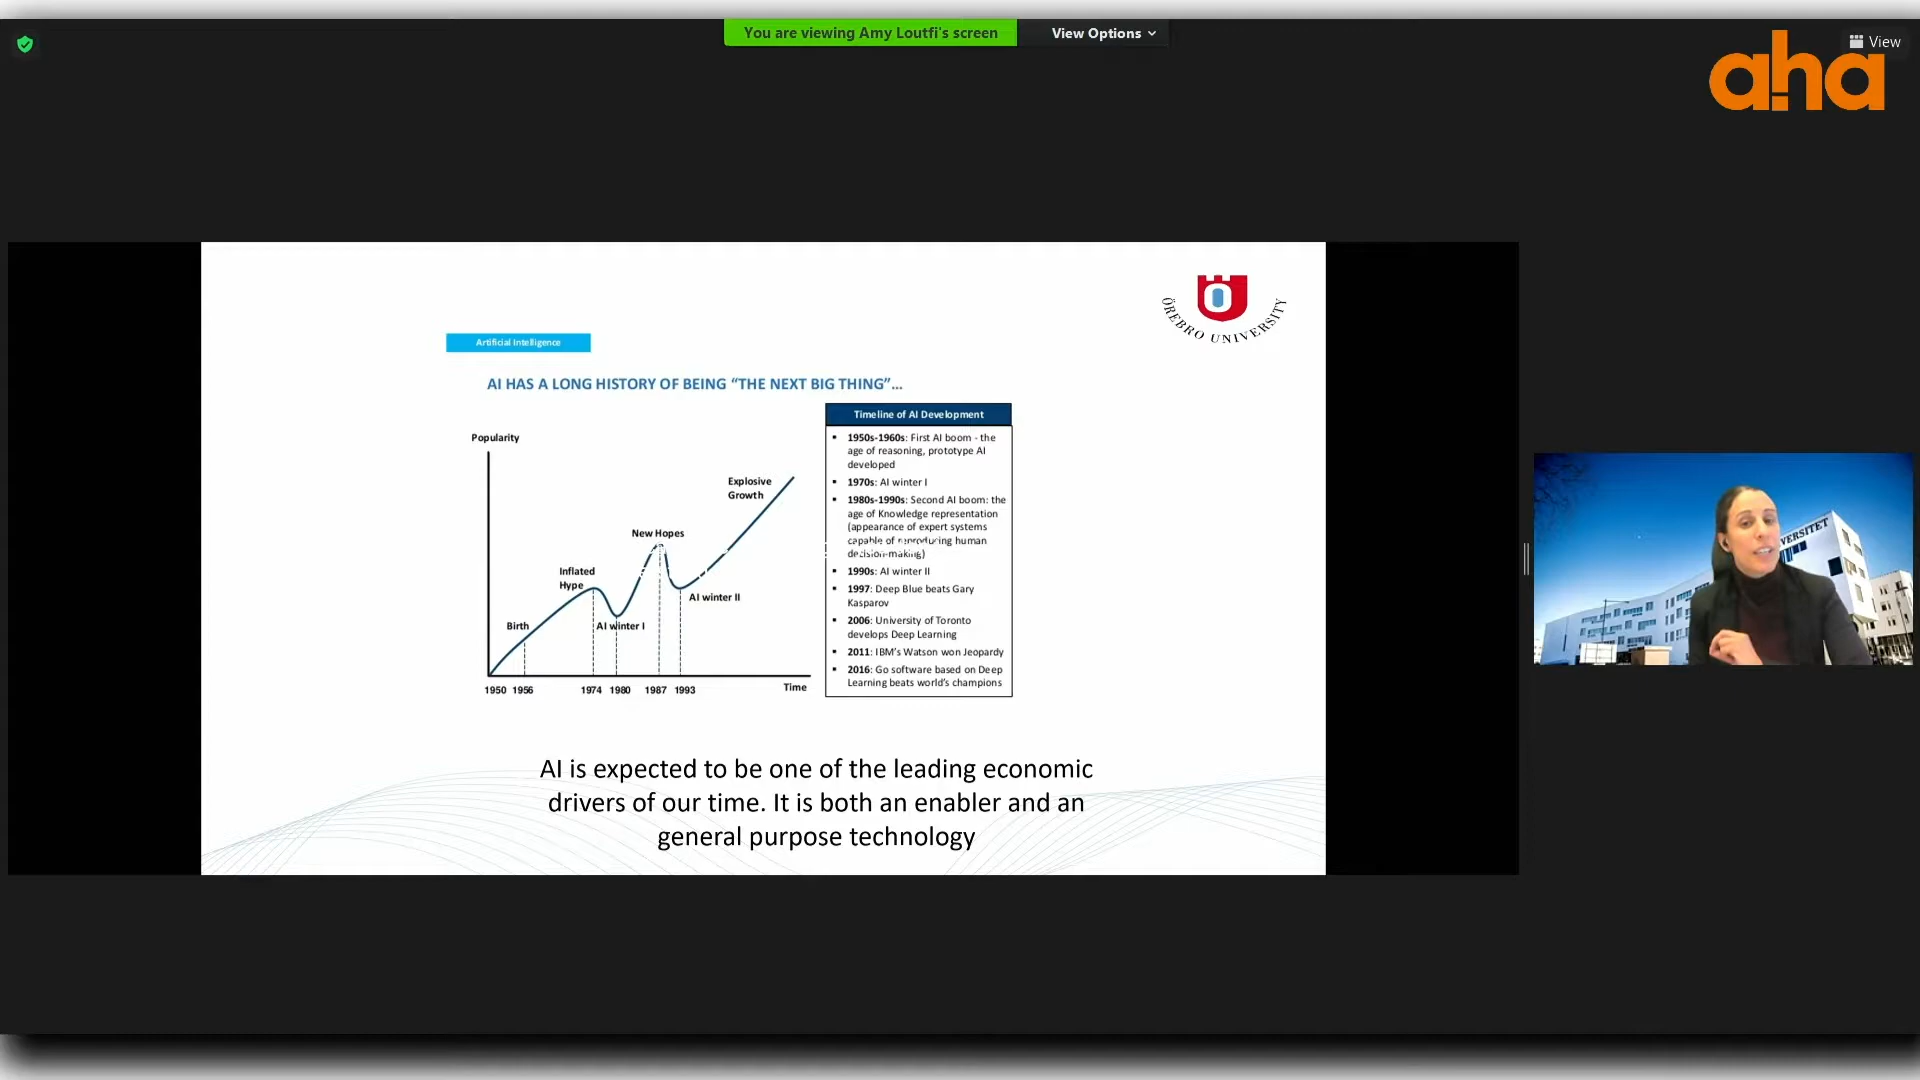 You are viewing Amy Loutfi's screen
View Options
View
aha
ÖREBRO UNIVERSITY
Artificial Intelligence
AI HAS A LONG HISTORY OF BEING “THE NEXT BIG THING”...
Popularity
Explosive
Growth
New Hopes
Inflated
Hype
AI winter II
Birth
AI winter I
1950 1956 1974 1980 1987 1993
Time
Timeline of AI Development
▪ 1950s-1960s: First AI boom - the
age of reasoning, prototype AI
developed
▪ 1970s: AI winter I
▪ 1980s-1990s: Second AI boom: the
age of Knowledge representation
(appearance of expert systems
capable of reproducing human
decision-making)
▪ 1990s: AI winter II
▪ 1997: Deep Blue beats Gary
Kasparov
▪ 2006: University of Toronto
develops Deep Learning
▪ 2011: IBM's Watson won Jeopardy
▪ 2016: Go software based on Deep
Learning beats world's champions
AI is expected to be one of the leading economic
drivers of our time. It is both an enabler and an
general purpose technology
VERSITET